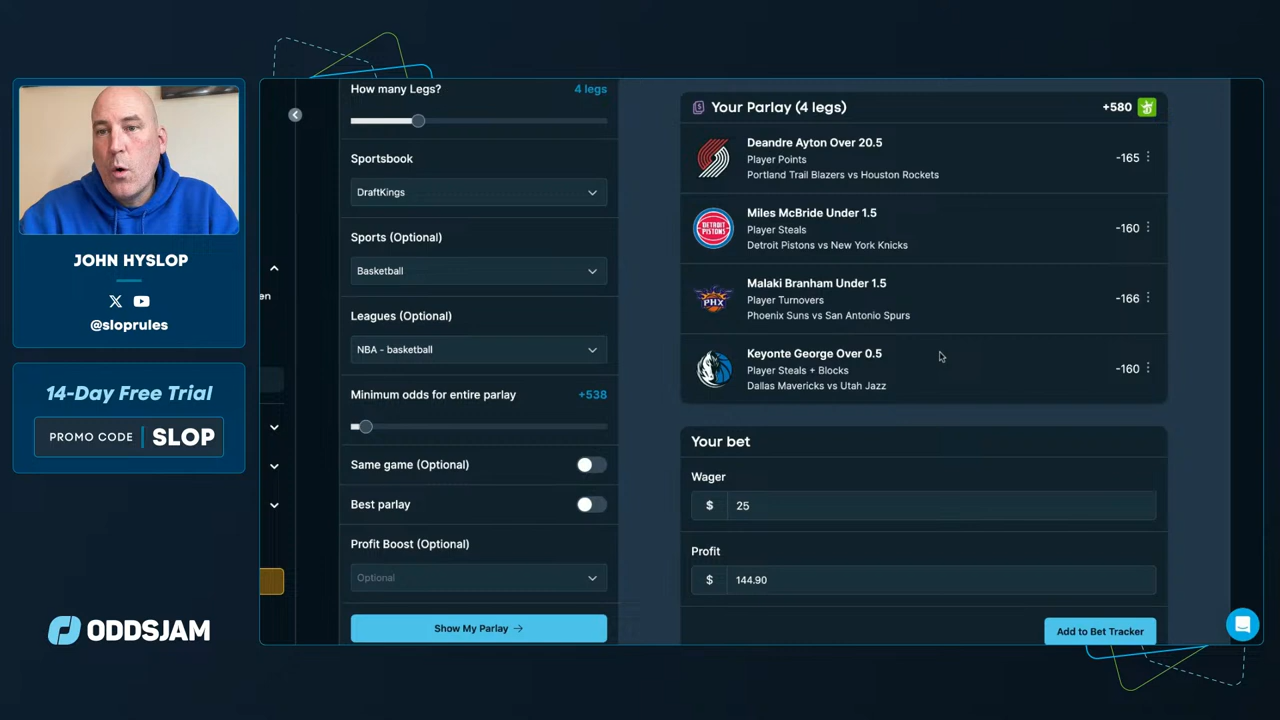 JOHN HYSLOP
@sloprules
14-Day Free Trial
PROMO CODE SLOP
ODDSJAM
en
How many Legs? 4 legs
Sportsbook
DraftKings
Sports (Optional)
Basketball
Leagues (Optional)
NBA - basketball
Minimum odds for entire parlay +538
Same game (Optional)
Best parlay
Profit Boost (Optional)
Optional
Show My Parlay →
Your Parlay (4 legs) +580
Deandre Ayton Over 20.5
Player Points -165
Portland Trail Blazers vs Houston Rockets
DETROIT
PISTONS
Miles McBride Under 1.5
Player Steals -160
Detroit Pistons vs New York Knicks
PHX
Malaki Branham Under 1.5
Player Turnovers -166
Phoenix Suns vs San Antonio Spurs
Keyonte George Over 0.5
Player Steals + Blocks -160
Dallas Mavericks vs Utah Jazz
Your bet
Wager
$ 25
Profit
$ 144.90
Add to Bet Tracker